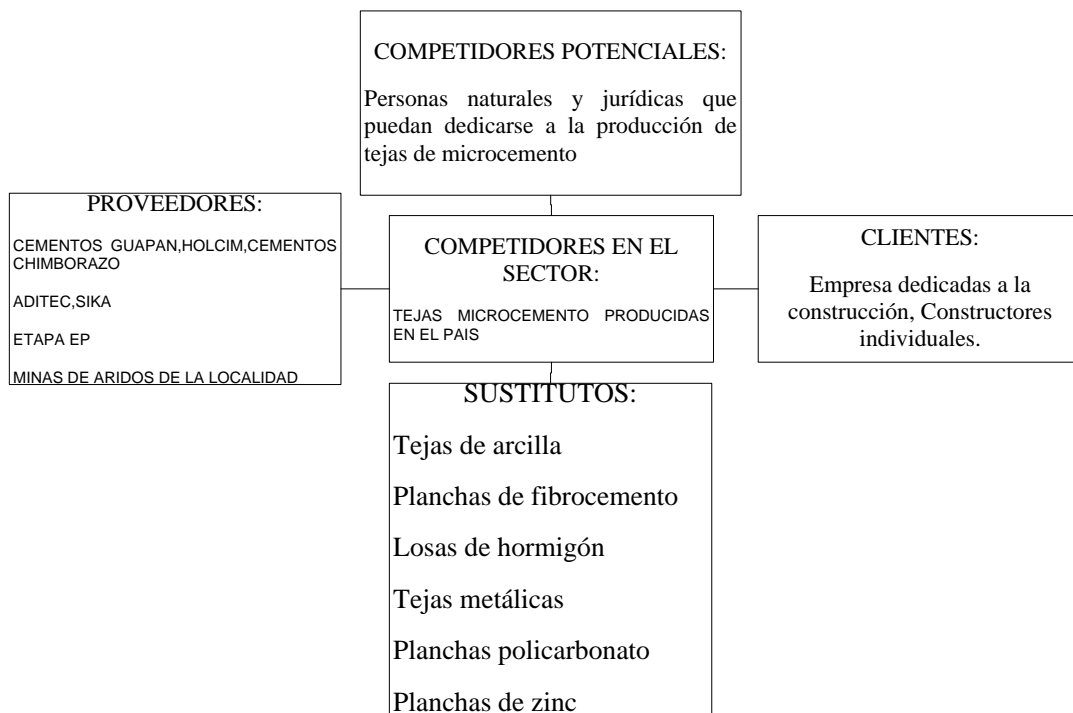 COMPETIDORES POTENCIALES:
Personas naturales y jurídicas que
puedan dedicarse a la producción de
tejas de microcemento
PROVEEDORES:
CEMENTOS GUAPAN,HOLCIM,CEMENTOS
CHIMBORAZO
ADITEC,SIKA
ETAPA EP
MINAS DE ARIDOS DE LA LOCALIDAD
COMPETIDORES EN EL
SECTOR:
TEJAS MICROCEMENTO PRODUCIDAS
EN EL PAIS
CLIENTES:
Empresa dedicadas a la
construcción, Constructores
individuales.
SUSTITUTOS:
Tejas de arcilla
Planchas de fibrocemento
Losas de hormigón
Tejas metálicas
Planchas policarbonato
Planchas de zinc